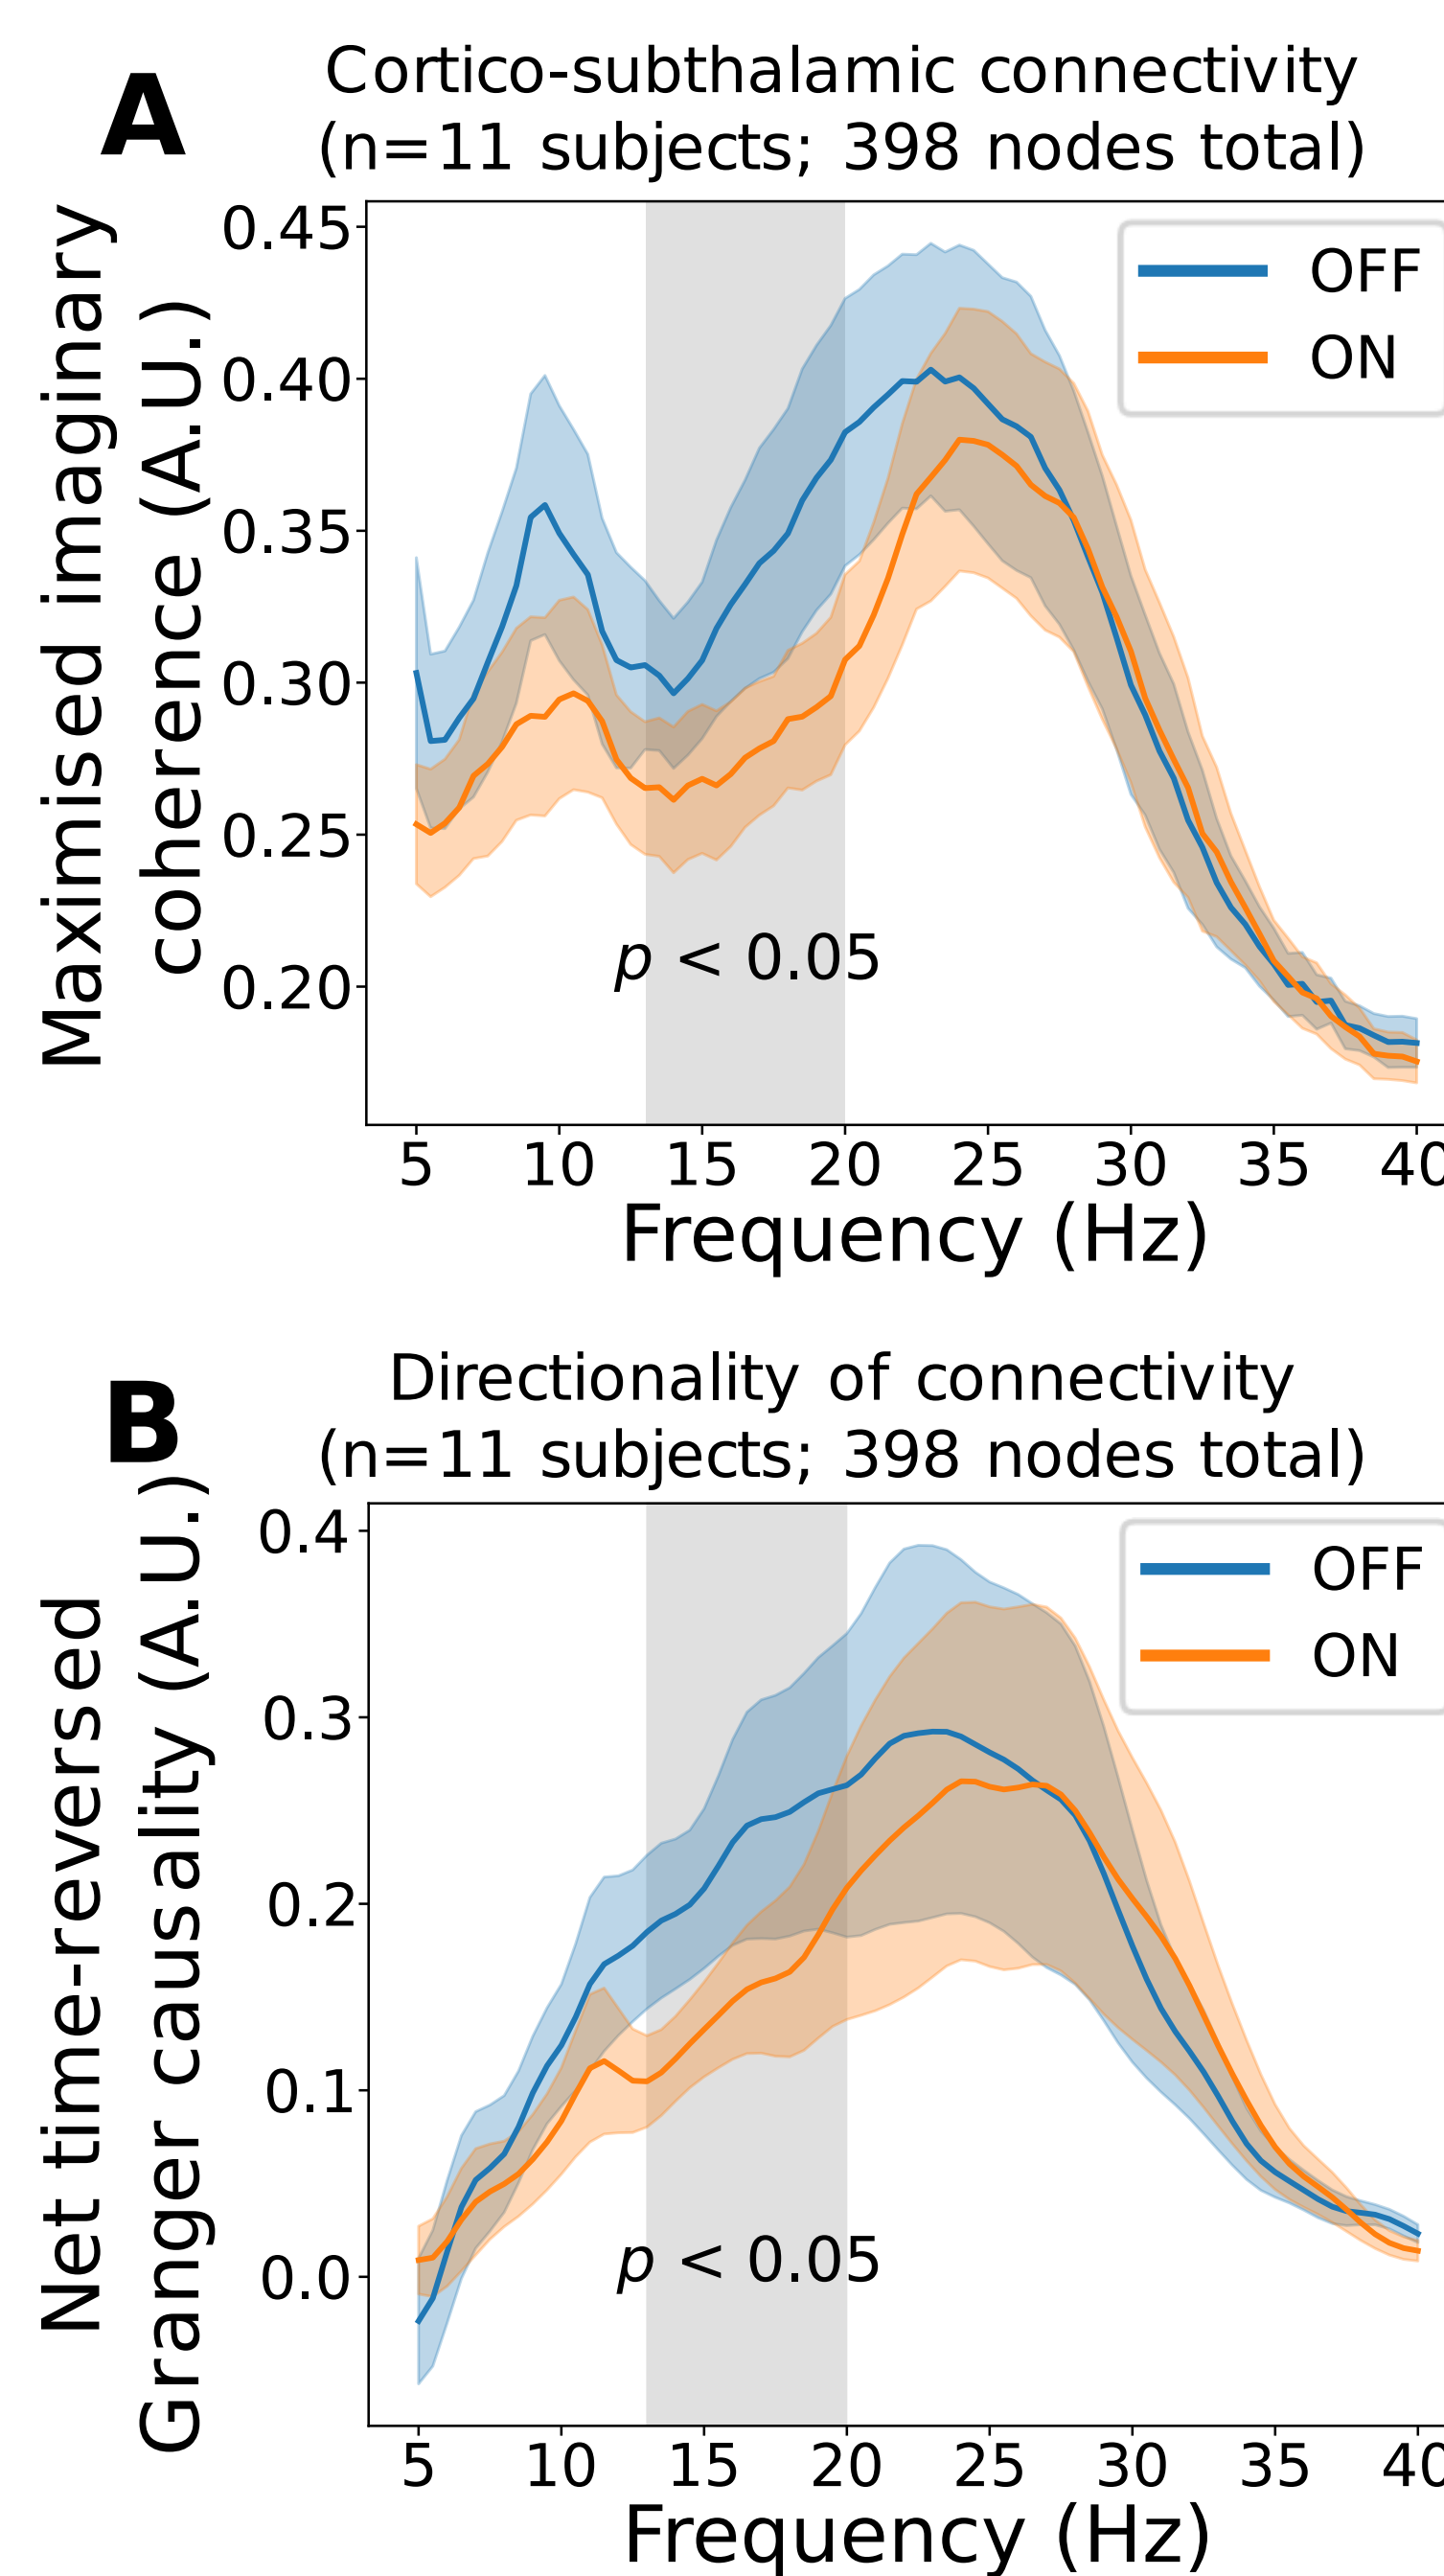 A
Cortico-subthalamic connectivity
(n=11 subjects; 398 nodes total)
Maximised imaginary
coherence (A.U.)
0.45
0.40
0.35
0.30
0.25
0.20
OFF
ON
p < 0.05
5 10 15 20 25 30 35 40
Frequency (Hz)
B
Directionality of connectivity
(n=11 subjects; 398 nodes total)
Net time-reversed
Granger causality (A.U.)
0.4
0.3
0.2
0.1
0.0
OFF
ON
p < 0.05
5 10 15 20 25 30 35 40
Frequency (Hz)